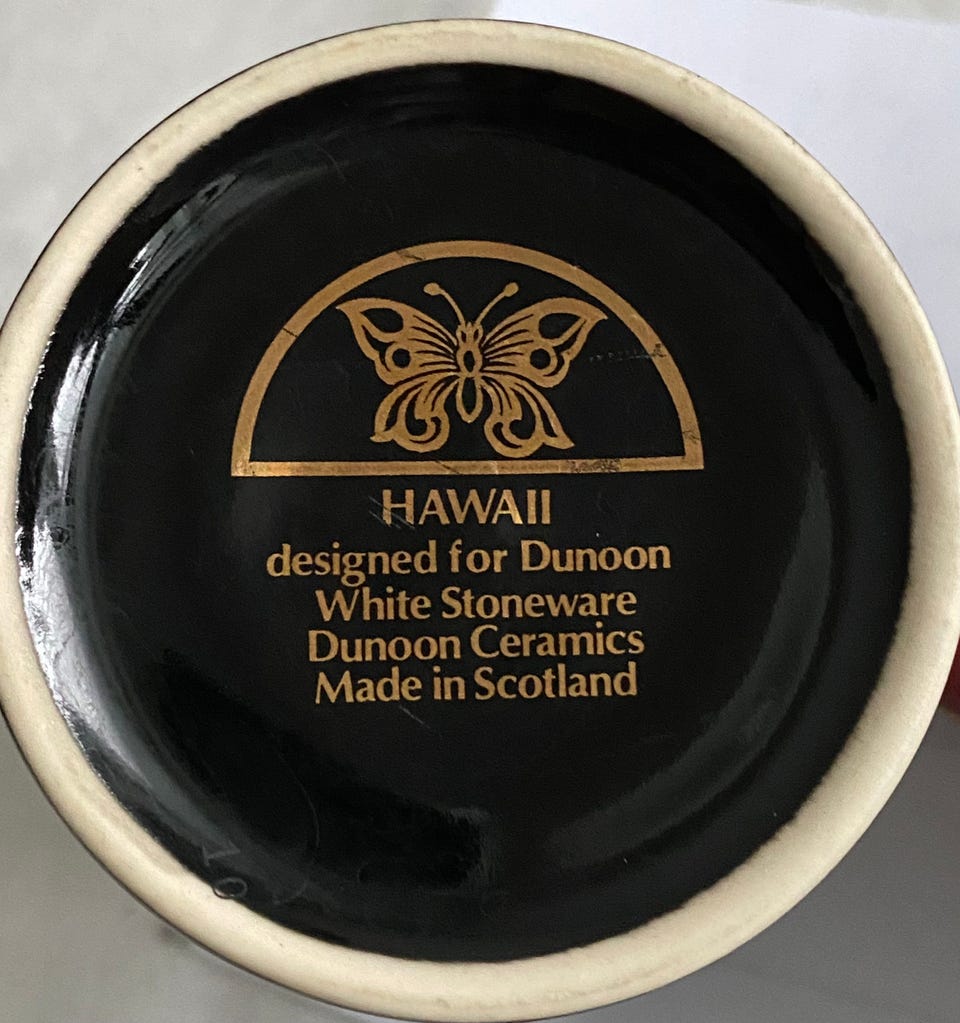 HAWAII
designed for Dunoon
White Stoneware
Dunoon Ceramics
Made in Scotland